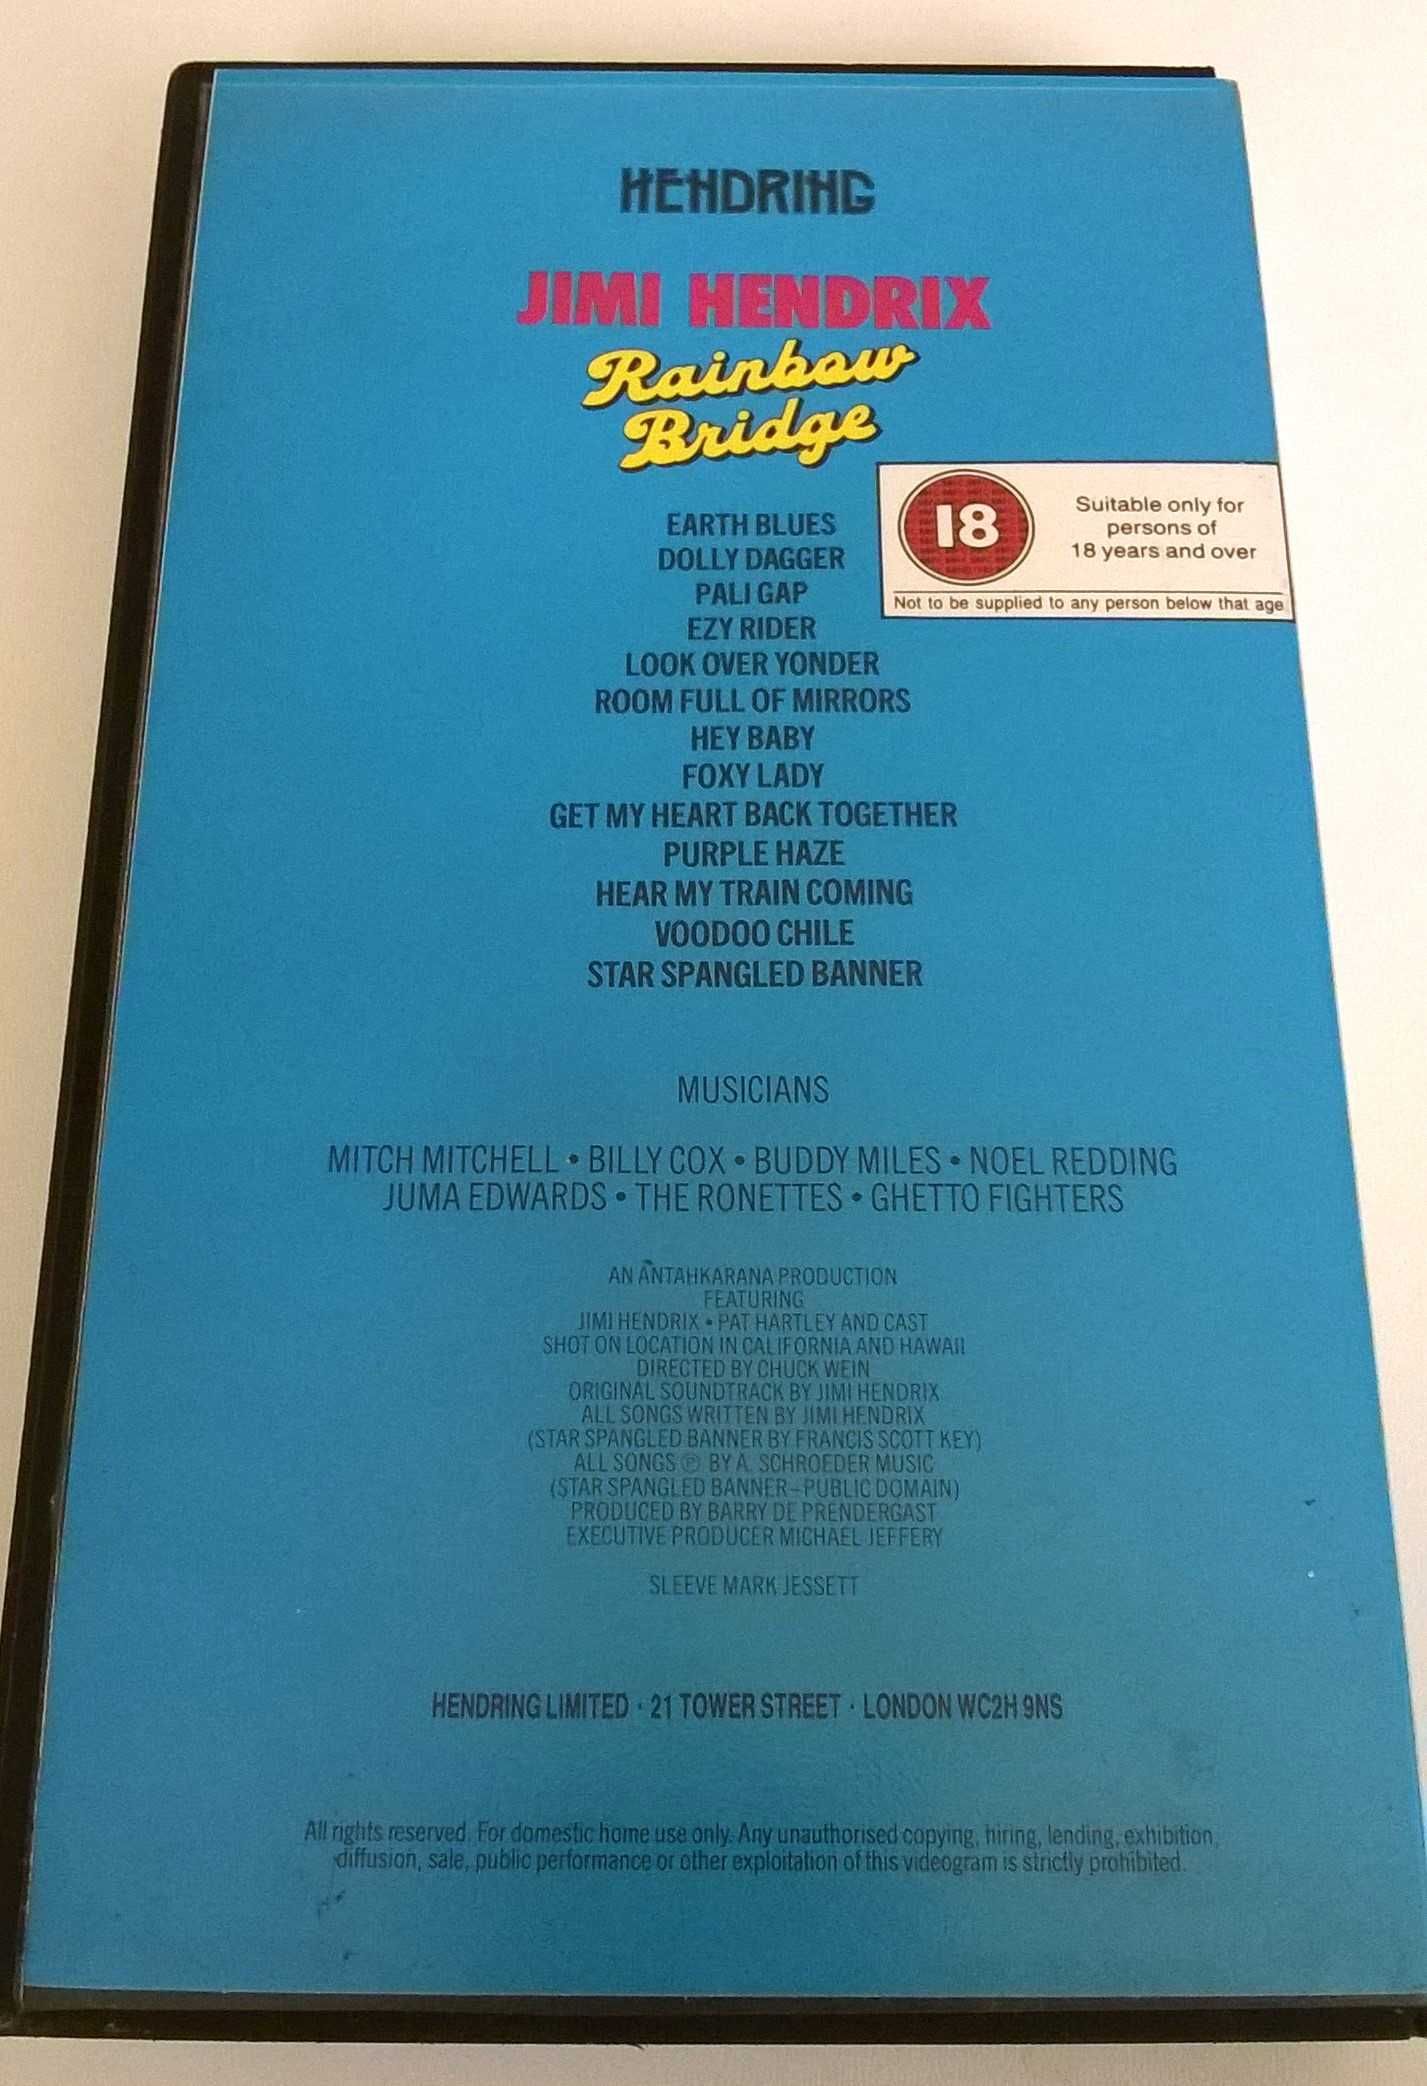 HENDRING
JIMI HENDRIX
Rainbow
Bridge
18
Suitable only for
persons of
18 years and over
Not to be supplied to any person below that age
EARTH BLUES
DOLLY DAGGER
PALI GAP
EZY RIDER
LOOK OVER YONDER
ROOM FULL OF MIRRORS
HEY BABY
FOXY LADY
GET MY HEART BACK TOGETHER
PURPLE HAZE
HEAR MY TRAIN COMING
VOODOO CHILE
STAR SPANGLED BANNER
MUSICIANS
MITCH MITCHELL • BILLY COX • BUDDY MILES • NOEL REDDING
JUMA EDWARDS • THE RONETTES • GHETTO FIGHTERS
AN ANTAHKARANA PRODUCTION
FEATURING
JIMI HENDRIX • PAT HARTLEY AND CAST
SHOT ON LOCATION IN CALIFORNIA AND HAWAII
DIRECTED BY CHUCK WEIN
ORIGINAL SOUNDTRACK BY JIMI HENDRIX
ALL SONGS WRITTEN BY JIMI HENDRIX
(STAR SPANGLED BANNER BY FRANCIS SCOTT KEY)
ALL SONGS ℗ BY A. SCHROEDER MUSIC
(STAR SPANGLED BANNER–PUBLIC DOMAIN)
PRODUCED BY BARRY DE PRENDERGAST
EXECUTIVE PRODUCER MICHAEL JEFFERY
SLEEVE MARK JESSETT
HENDRING LIMITED · 21 TOWER STREET · LONDON WC2H 9NS
All rights reserved. For domestic home use only. Any unauthorised copying, hiring, lending, exhibition,
diffusion, sale, public performance or other exploitation of this videogram is strictly prohibited.